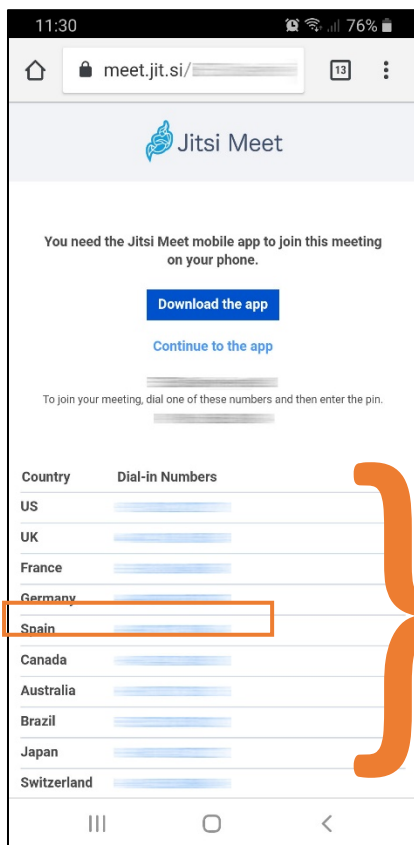 11:30 76%
meet.jit.si/ 13
Jitsi Meet
You need the Jitsi Meet mobile app to join this meeting
on your phone.
Download the app
Continue to the app
To join your meeting, dial one of these numbers and then enter the pin.
Country Dial-in Numbers
US
UK
France
Germany
Spain
Canada
Australia
Brazil
Japan
Switzerland